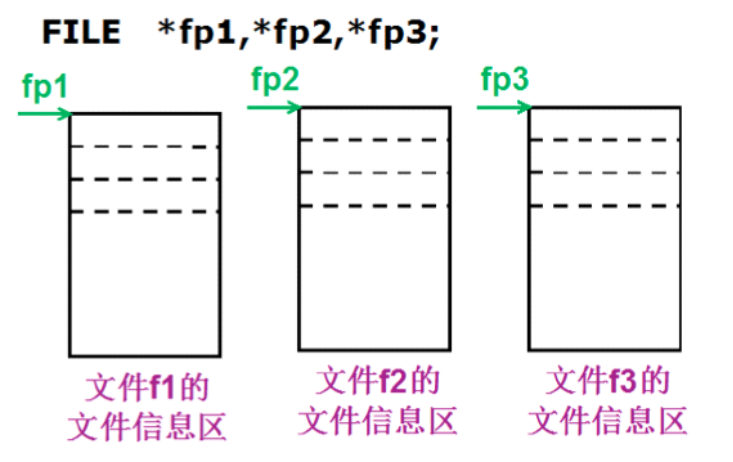 FILE *fp1,*fp2,*fp3;
fp1
fp2
fp3
文件f1的
文件信息区
文件f2的
文件信息区
文件f3的
文件信息区